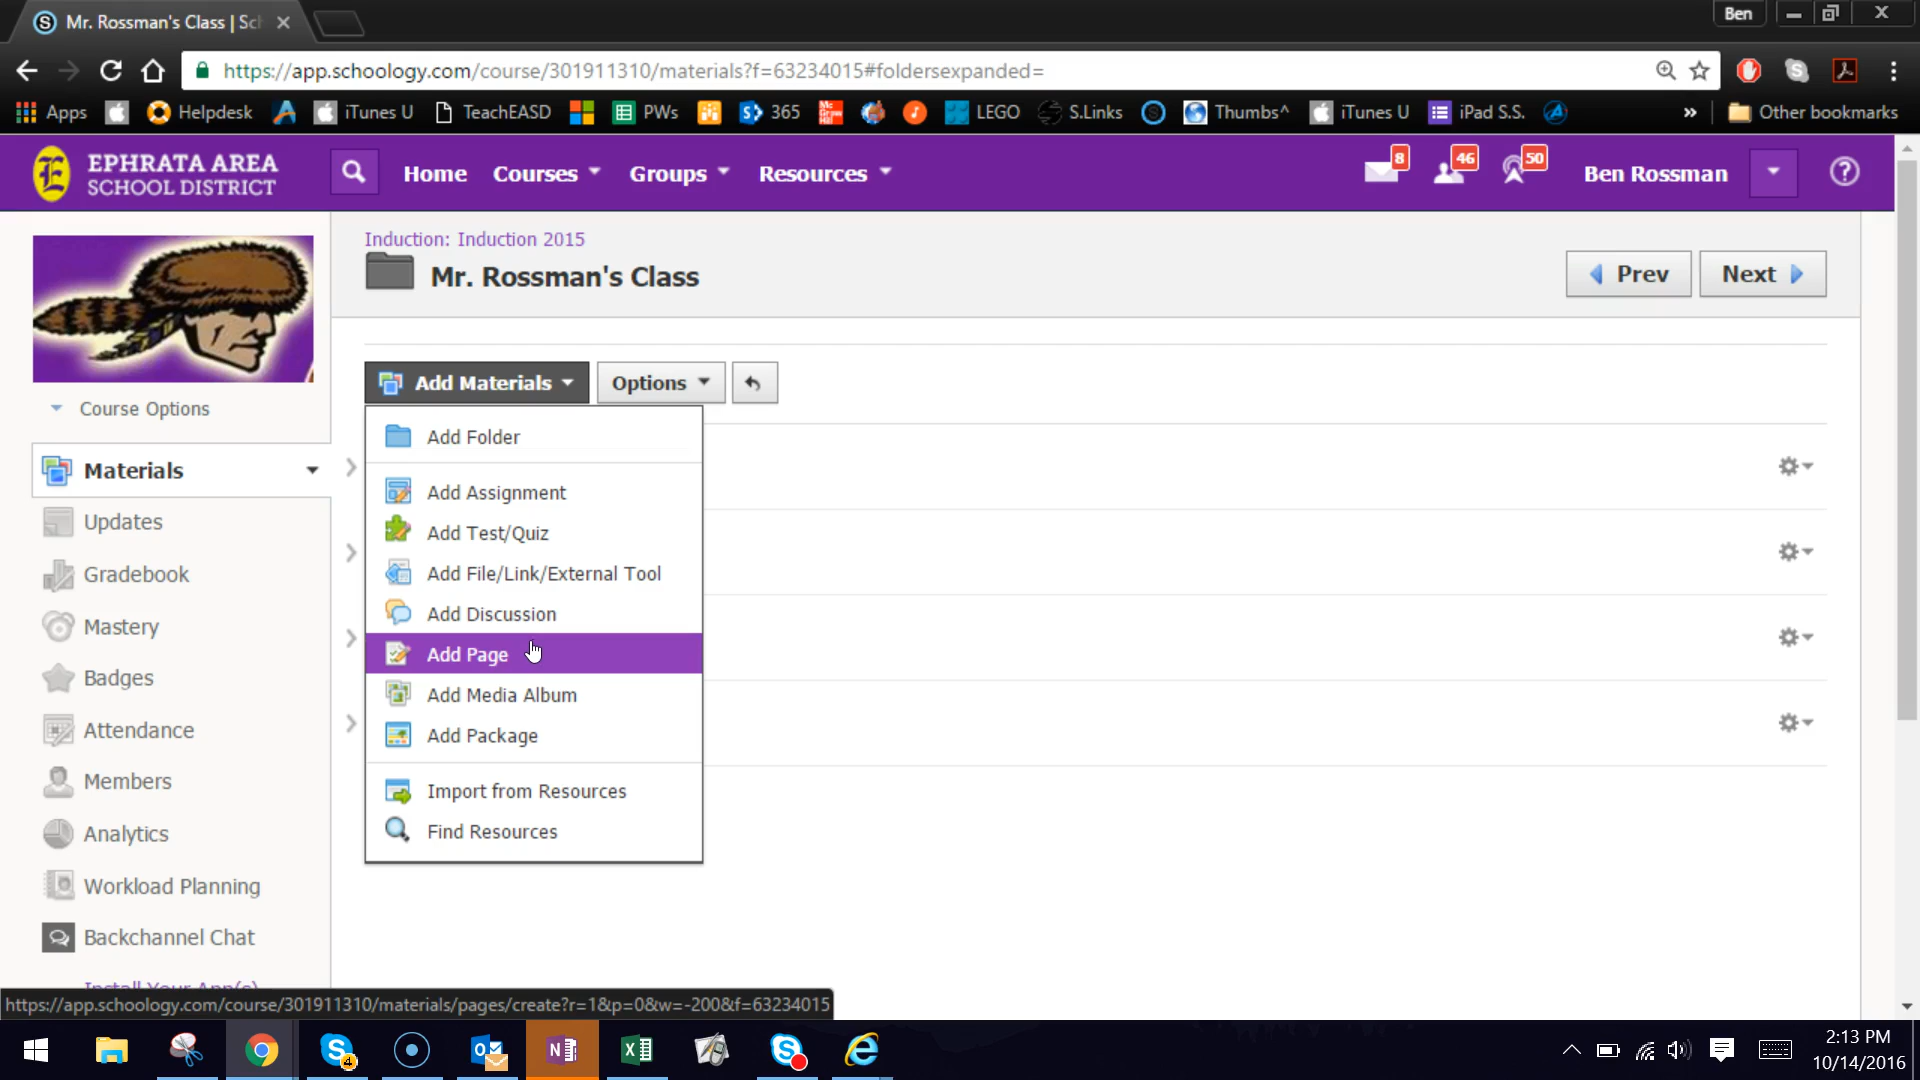 Mr. Rossman's Class | Sch
Ben
https://app.schoology.com/course/301911310/materials?f=63234015#foldersexpanded=
Apps
Helpdesk
iTunes U
TeachEASD
PWs
365
LEGO
S.Links
Thumbs^
iTunes U
iPad S.S.
»
Other bookmarks
EPHRATA AREA
SCHOOL DISTRICT
Home
Courses
Groups
Resources
8
46
50
Ben Rossman
Induction: Induction 2015
Mr. Rossman's Class
Prev
Next
Add Materials
Options
Course Options
Add Folder
Add Assignment
Add Test/Quiz
Add File/Link/External Tool
Add Discussion
Add Page
Add Media Album
Add Package
Import from Resources
Find Resources
Materials
Updates
Gradebook
Mastery
Badges
Attendance
Members
Analytics
Workload Planning
Backchannel Chat
Install Your App(s)
https://app.schoology.com/course/301911310/materials/pages/create?r=1&p=0&w=-200&f=63234015
4
2:13 PM
10/14/2016